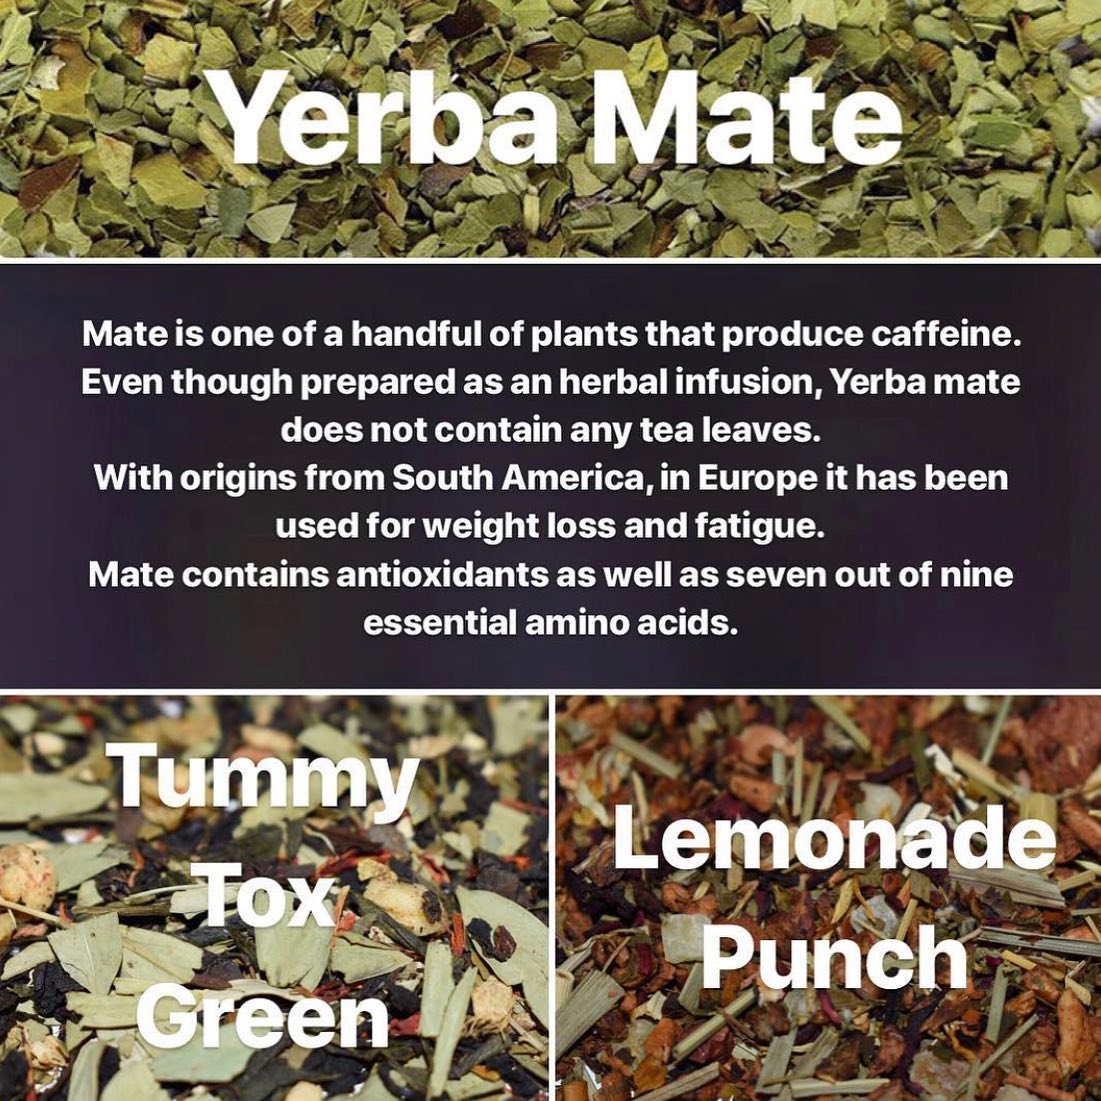 Yerba Mate
Mate is one of a handful of plants that produce caffeine.
Even though prepared as an herbal infusion, Yerba mate
does not contain any tea leaves.
With origins from South America, in Europe it has been
used for weight loss and fatigue.
Mate contains antioxidants as well as seven out of nine
essential amino acids.
Tummy
Tox
Green
Lemonade
Punch